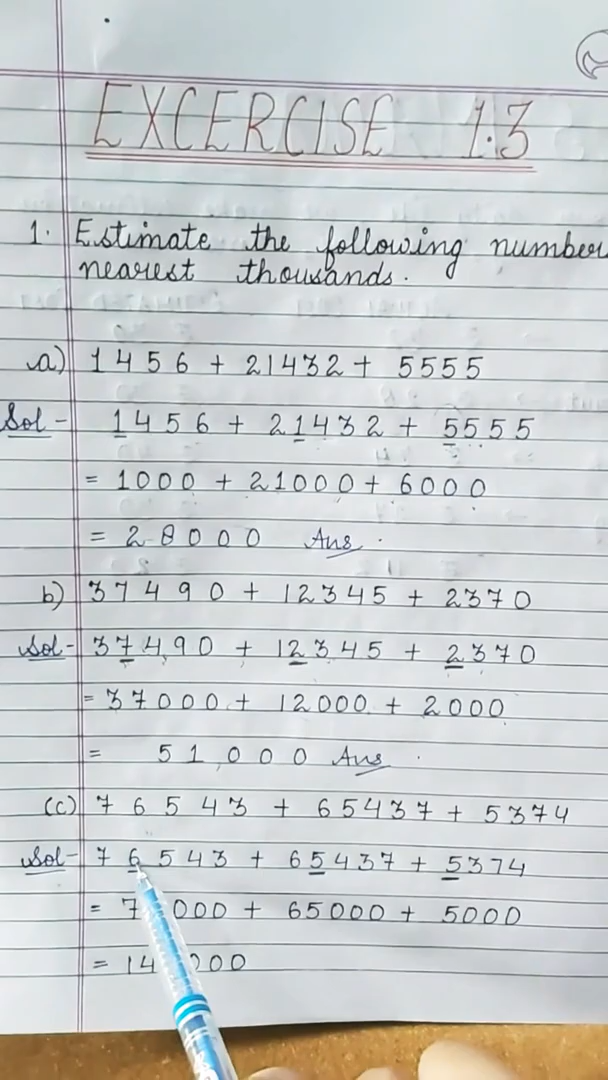 EXCERCISE 1.3
1. Estimate the following number
nearest thousands.
a) 1456 + 21432 + 5555
Sol - 1456 + 21432 + 5555
= 1000 + 21000 + 6000
= 28000 Ans.
b) 37490 + 12345 + 2370
Sol - 37490 + 12345 + 2370
= 37000 + 12000 + 2000
= 51000 Ans.
(c) 76543 + 65437 + 5374
Sol - 76543 + 65437 + 5374
= 7 000 + 65000 + 5000
= 14 000